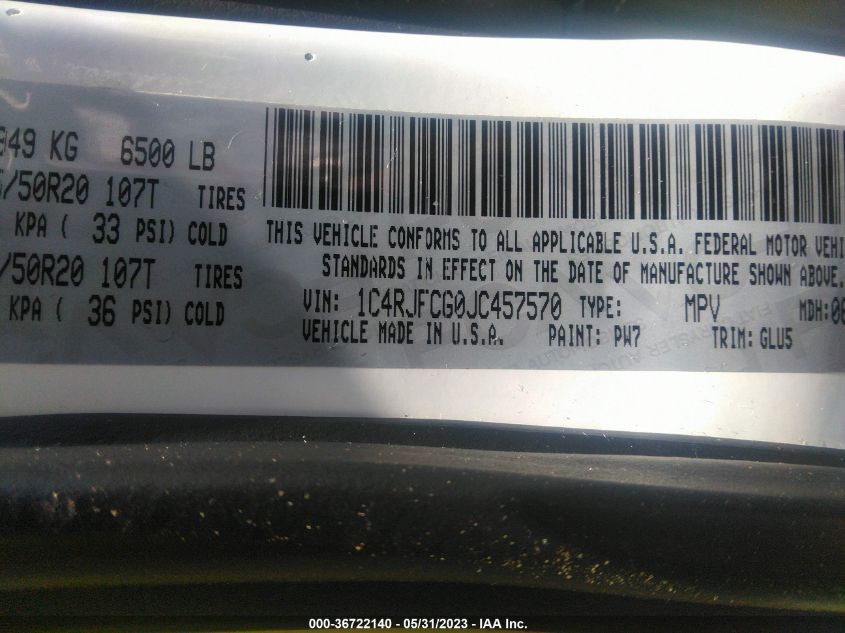 949 KG 6500 LB
/50R20 107T TIRES
KPA ( 33 PSI) COLD
/50R20 107T TIRES
KPA ( 36 PSI) COLD
THIS VEHICLE CONFORMS TO ALL APPLICABLE U.S.A. FEDERAL MOTOR VEHI
STANDARDS IN EFFECT ON THE DATE OF MANUFACTURE SHOWN ABOVE.
VIN: 1C4RJFCG0JC457570 TYPE: MPV MDH:06
VEHICLE MADE IN U.S.A. PAINT: PW7 TRIM: GLU5
000-36722140 - 05/31/2023 - IAA Inc.